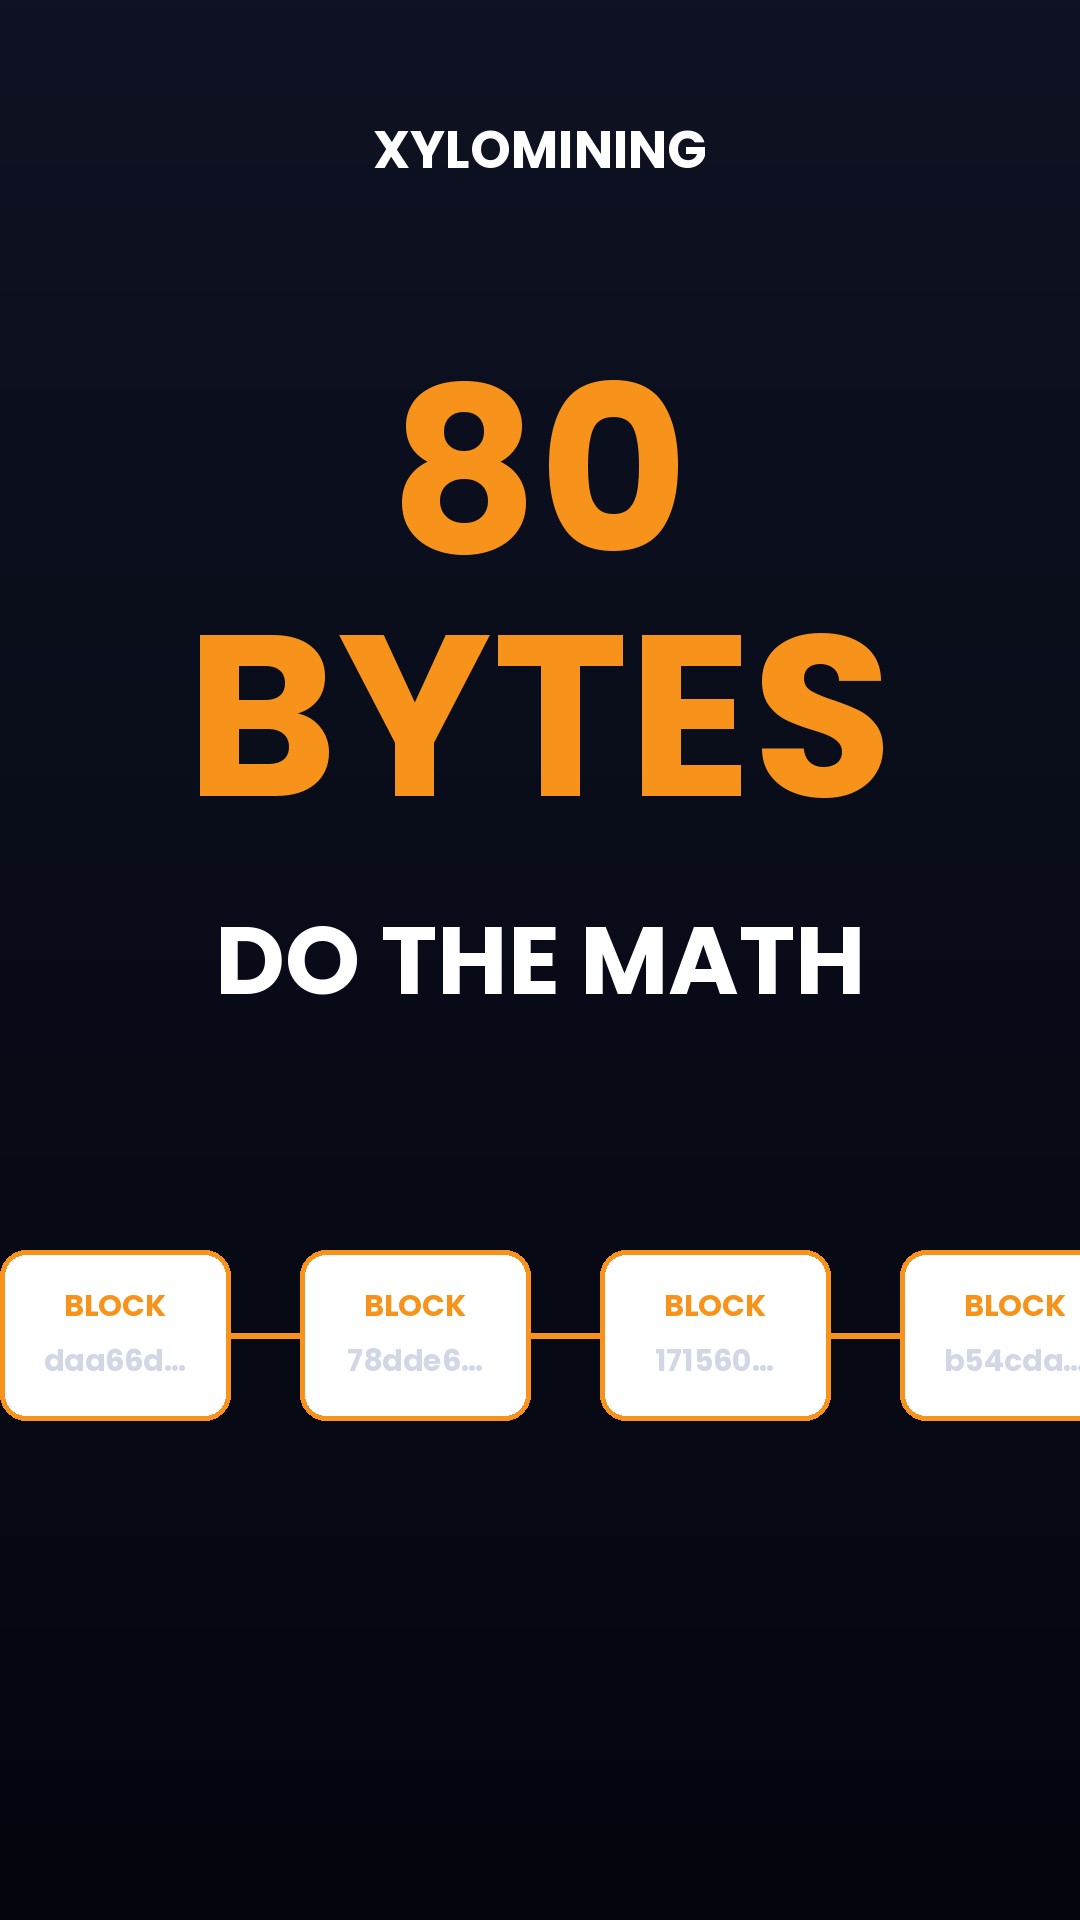 XYLOMINING
80
BYTES
DO THE MATH
BLOCK BLOCK BLOCK BLOCK
daa66d... 78dde6... 171560... b54cda...